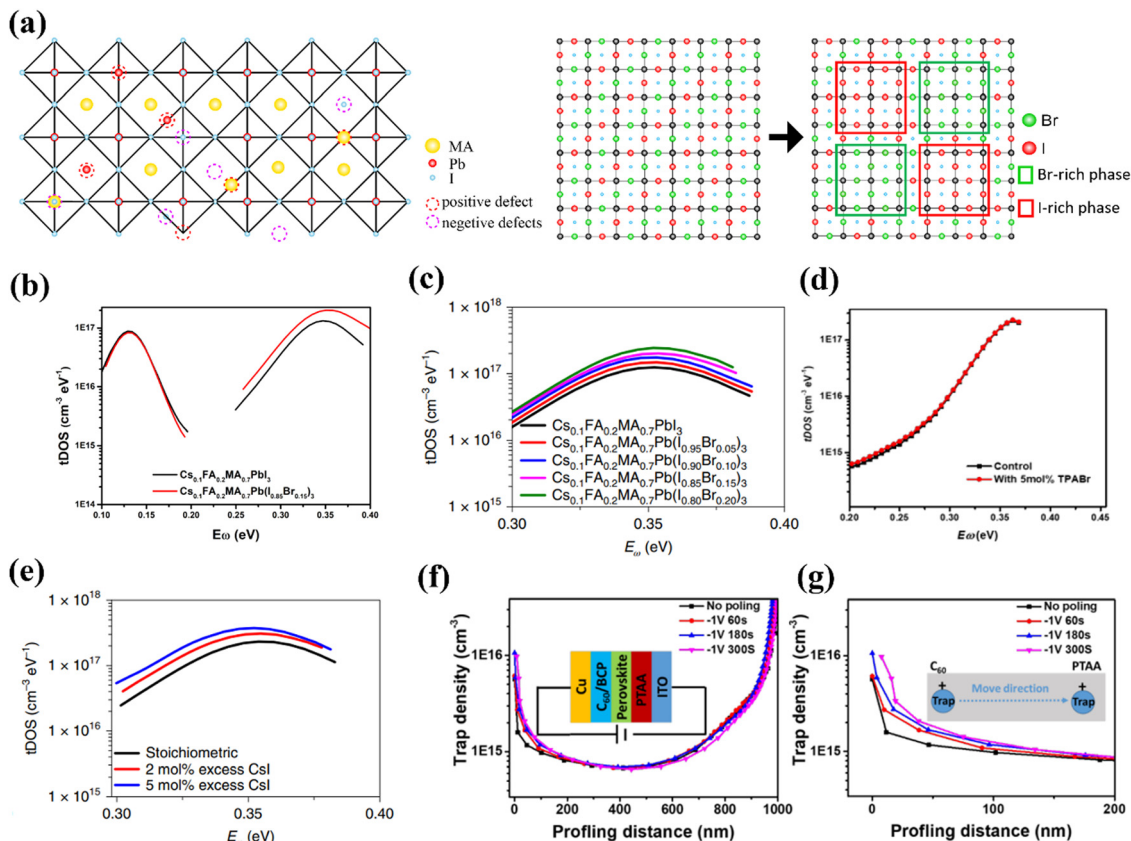 (a)
MA
Pb
I
positive defect
negetive defects
Br
I
Br-rich phase
I-rich phase
(b)
tDOS (cm⁻³ eV⁻¹)
1E17
1E16
1E15
1E14
Cs₀.₁FA₀.₂MA₀.₇PbI₃
Cs₀.₁FA₀.₂MA₀.₇Pb(I₀.₈₅Br₀.₁₅)₃
0.10 0.15 0.20 0.25 0.30 0.35 0.40
Eω (eV)
(c)
tDOS (cm⁻³ eV⁻¹)
1 × 10¹⁸
1 × 10¹⁷
1 × 10¹⁶
1 × 10¹⁵
Cs₀.₁FA₀.₂MA₀.₇PbI₃
Cs₀.₁FA₀.₂MA₀.₇Pb(I₀.₉₅Br₀.₀₅)₃
Cs₀.₁FA₀.₂MA₀.₇Pb(I₀.₉₀Br₀.₁₀)₃
Cs₀.₁FA₀.₂MA₀.₇Pb(I₀.₈₅Br₀.₁₅)₃
Cs₀.₁FA₀.₂MA₀.₇Pb(I₀.₈₀Br₀.₂₀)₃
0.30 0.35 0.40
E_ω (eV)
(d)
tDOS (cm⁻³ eV⁻¹)
1E17
1E16
1E15
Control
With 5mol% TPABr
0.20 0.25 0.30 0.35 0.40 0.45
Eω (eV)
(e)
tDOS (cm⁻³ eV⁻¹)
1 × 10¹⁸
1 × 10¹⁷
1 × 10¹⁶
1 × 10¹⁵
Stoichiometric
2 mol% excess CsI
5 mol% excess CsI
0.30 0.35 0.40
E (eV)
(f)
Trap density (cm⁻³)
1E16
1E15
No poling
-1V 60s
-1V 180s
-1V 300S
Cu
C₆₀/BCP
Perovskite
PTAA
ITO
0 200 400 600 800 1000
Profling distance (nm)
(g)
Trap density (cm⁻³)
1E16
1E15
No poling
-1V 60s
-1V 180s
-1V 300S
C₆₀ PTAA
+ Move direction +
Trap Trap
0 100 200
Profling distance (nm)